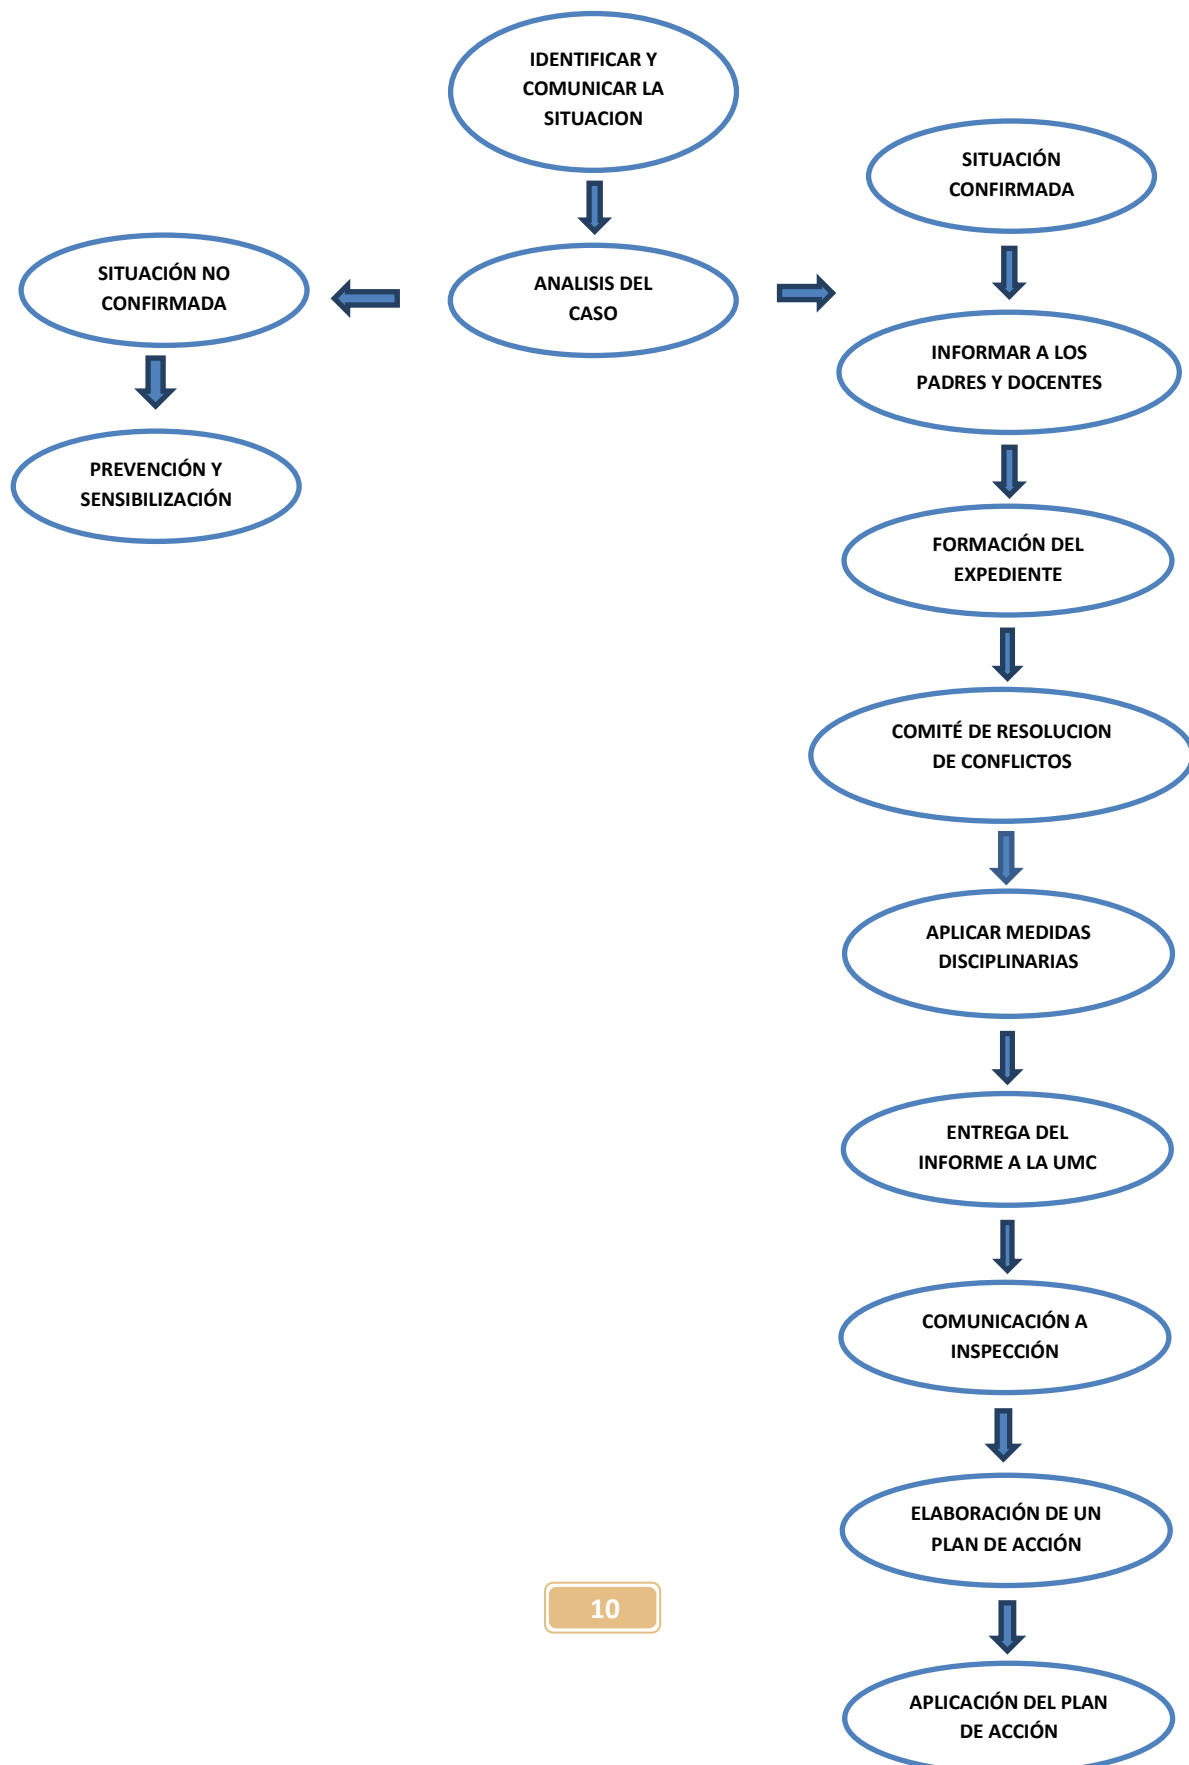 IDENTIFICAR Y
COMUNICAR LA
SITUACION
ANALISIS DEL
CASO
SITUACIÓN NO
CONFIRMADA
PREVENCIÓN Y
SENSIBILIZACIÓN
SITUACIÓN
CONFIRMADA
INFORMAR A LOS
PADRES Y DOCENTES
FORMACIÓN DEL
EXPEDIENTE
COMITÉ DE RESOLUCION
DE CONFLICTOS
APLICAR MEDIDAS
DISCIPLINARIAS
ENTREGA DEL
INFORME A LA UMC
COMUNICACIÓN A
INSPECCIÓN
ELABORACIÓN DE UN
PLAN DE ACCIÓN
APLICACIÓN DEL PLAN
DE ACCIÓN
10